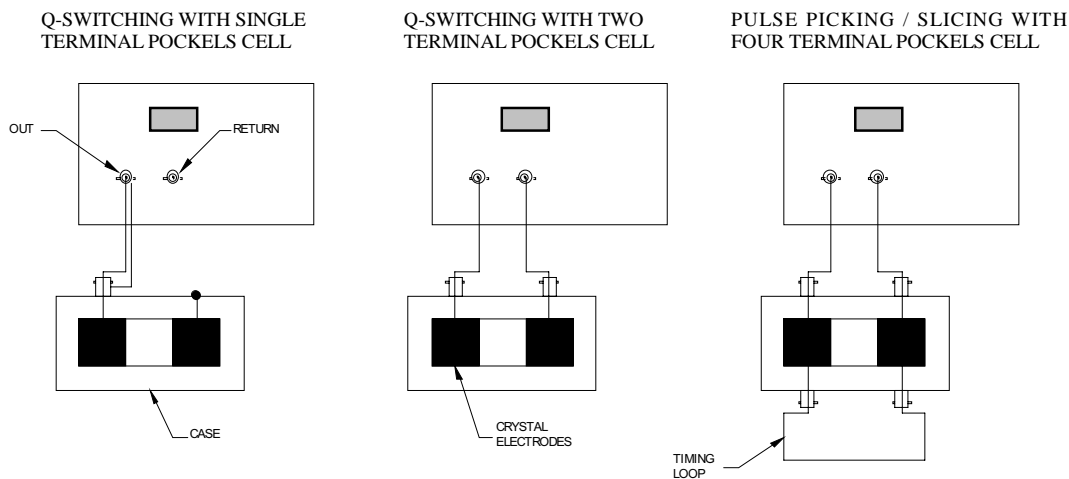 Q-SWITCHING WITH SINGLE
TERMINAL POCKELS CELL
Q-SWITCHING WITH TWO
TERMINAL POCKELS CELL
PULSE PICKING / SLICING WITH
FOUR TERMINAL POCKELS CELL
OUT
RETURN
CASE
CRYSTAL
ELECTRODES
TIMING
LOOP